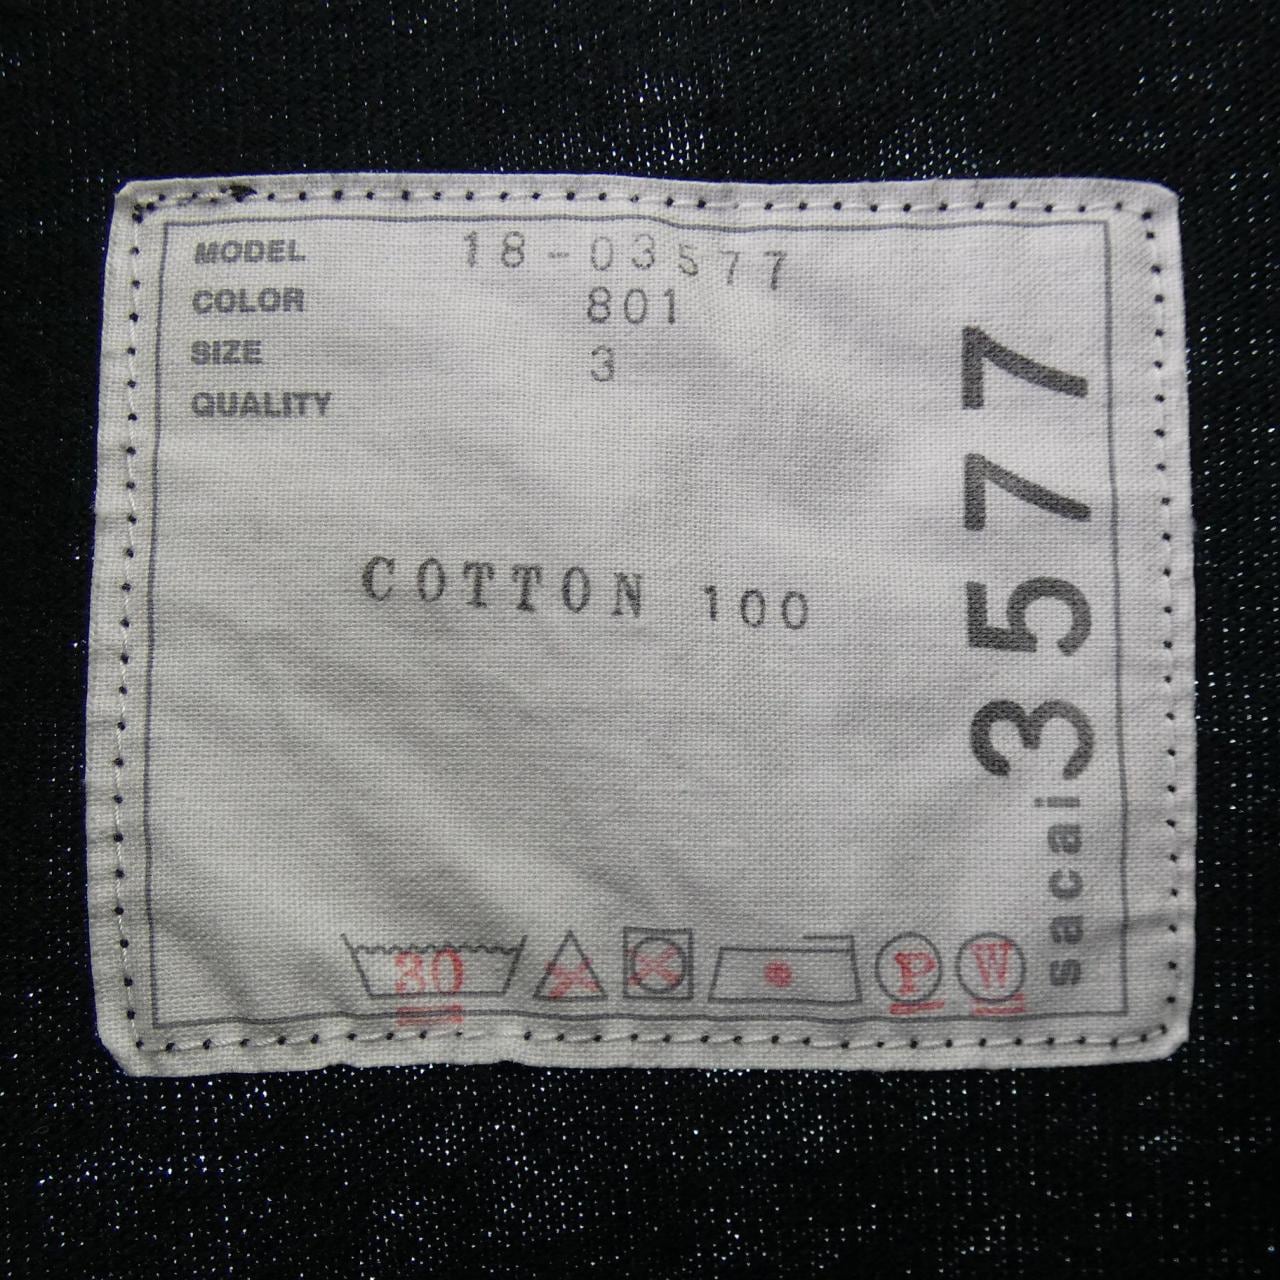 MODEL 18-03577
COLOR 801
SIZE 3
QUALITY
COTTON 100
sacai 3577
30
P
W